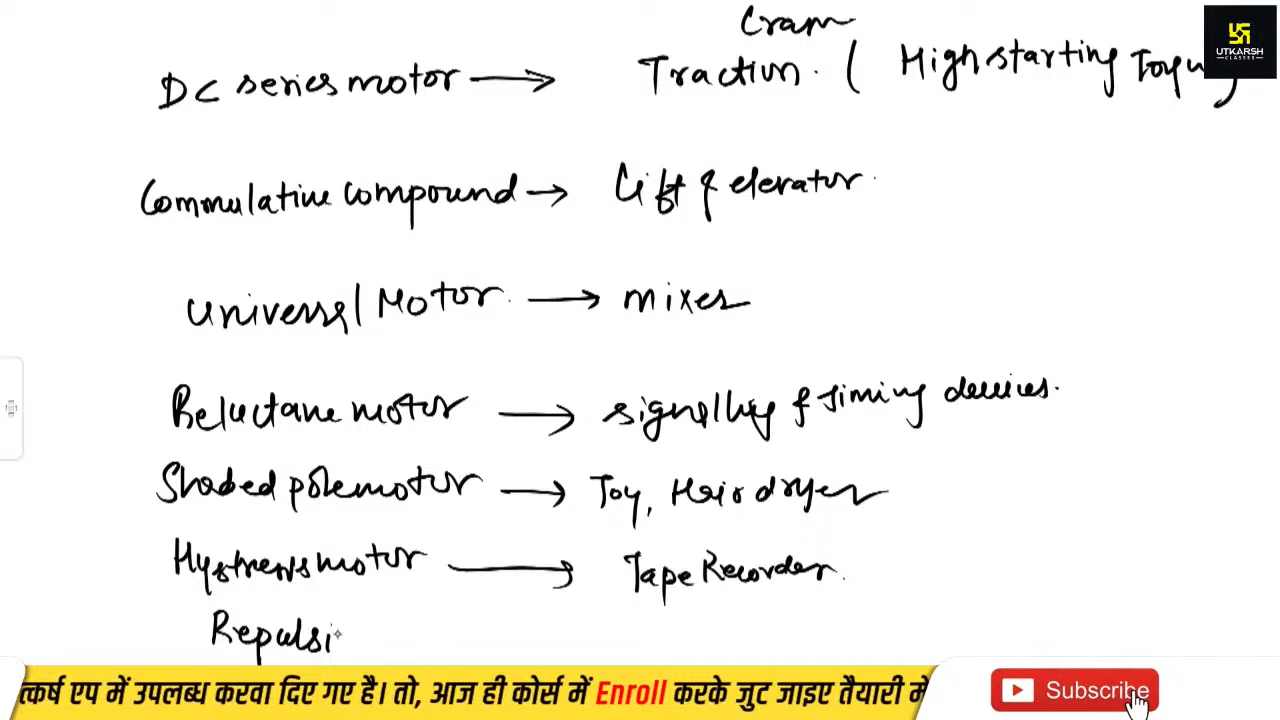 Cram
DC series motor → Traction. ( High starting
UTKARSH
CLASSES
Commulative compound → Lift & elevator.
Universal Motor. → mixer
Reluctane motor → signalling & timing devices.
Shaded pole motor → Toy, Hair dryer
Hystresis motor → Tape Recorder.
Repulsi
त्कर्ष एप में उपलब्ध करवा दिए गए है। तो, आज ही कोर्स में Enroll करके जुट जाइए तैयारी में
Subscribe